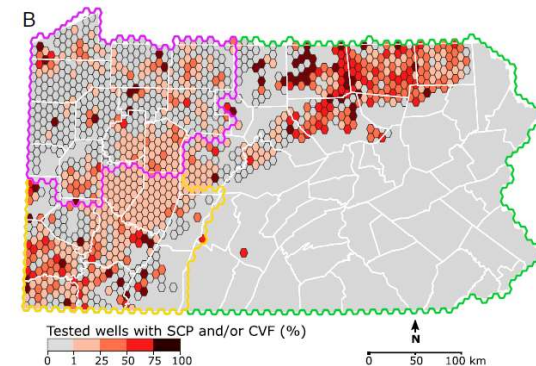 B
Tested wells with SCP and/or CVF (%)
0 1 25 50 75 100
N
0 50 100 km